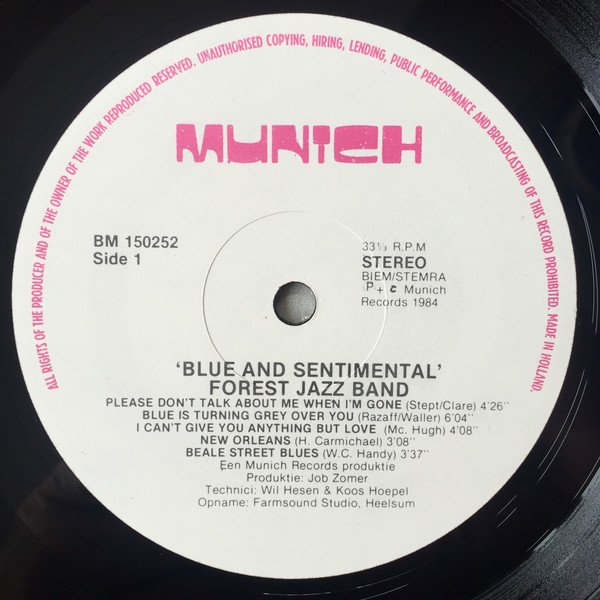 ALL RIGHTS OF THE PRODUCER AND OF THE OWNER OF THE WORK REPRODUCED RESERVED. UNAUTHORISED COPYING, HIRING, LENDING, PUBLIC PERFORMANCE AND BROADCASTING OF THIS RECORD PROHIBITED. MADE IN HOLLAND.
MUNICH
BM 150252
Side 1
33⅓ R.P.M
STEREO
BIEM/STEMRA
P + c Munich
Records 1984
'BLUE AND SENTIMENTAL'
FOREST JAZZ BAND
PLEASE DON'T TALK ABOUT ME WHEN I'M GONE (Stept/Clare) 4'26"
BLUE IS TURNING GREY OVER YOU (Razaff/Waller) 6'04"
I CAN'T GIVE YOU ANYTHING BUT LOVE (Mc. Hugh) 4'08"
NEW ORLEANS (H. Carmichael) 3'08"
BEALE STREET BLUES (W.C. Handy) 3'37"
Een Munich Records produktie
Produktie: Job Zomer
Technici: Wil Hesen & Koos Hoepel
Opname: Farmsound Studio, Heelsum